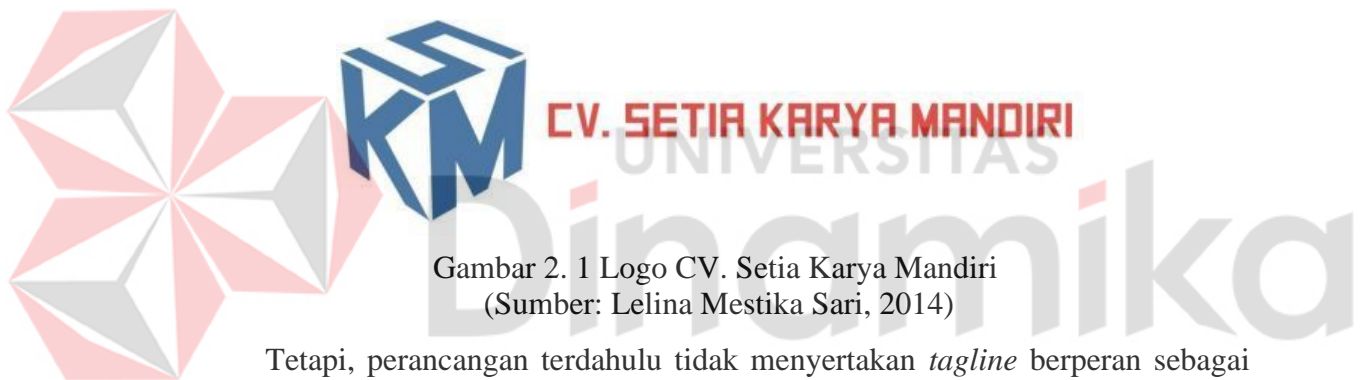 SKM
CV. SETIA KARYA MANDIRI
UNIVERSITAS
Dinamika
Gambar 2. 1 Logo CV. Setia Karya Mandiri
(Sumber: Lelina Mestika Sari, 2014)
Tetapi, perancangan terdahulu tidak menyertakan tagline berperan sebagai